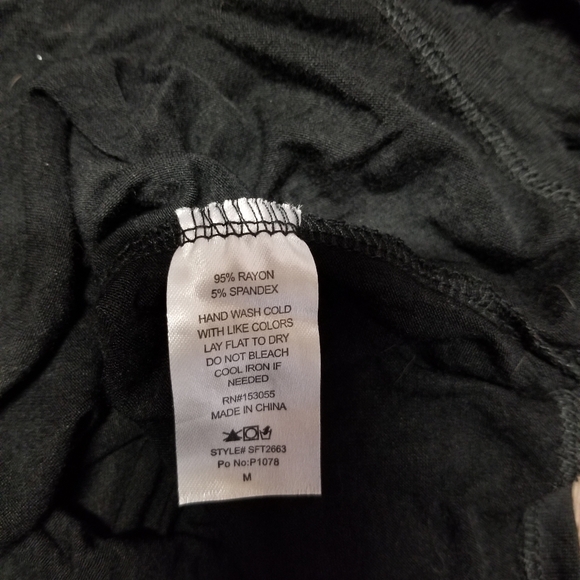 95% RAYON
5% SPANDEX
HAND WASH COLD
WITH LIKE COLORS
LAY FLAT TO DRY
DO NOT BLEACH
COOL IRON IF
NEEDED
RN#153055
MADE IN CHINA
STYLE# SFT2663
Po No:P1078
M